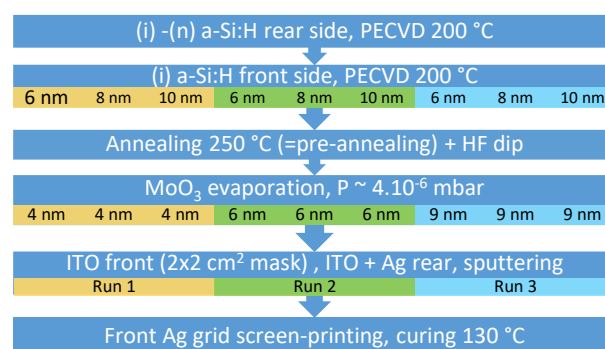 (i) -(n) a-Si:H rear side, PECVD 200 °C
(i) a-Si:H front side, PECVD 200 °C
6 nm 8 nm 10 nm 6 nm 8 nm 10 nm 6 nm 8 nm 10 nm
Annealing 250 °C (=pre-annealing) + HF dip
MoO₃ evaporation, P ~ 4.10⁻⁶ mbar
4 nm 4 nm 4 nm 6 nm 6 nm 6 nm 9 nm 9 nm 9 nm
ITO front (2x2 cm² mask) , ITO + Ag rear, sputtering
Run 1 Run 2 Run 3
Front Ag grid screen-printing, curing 130 °C